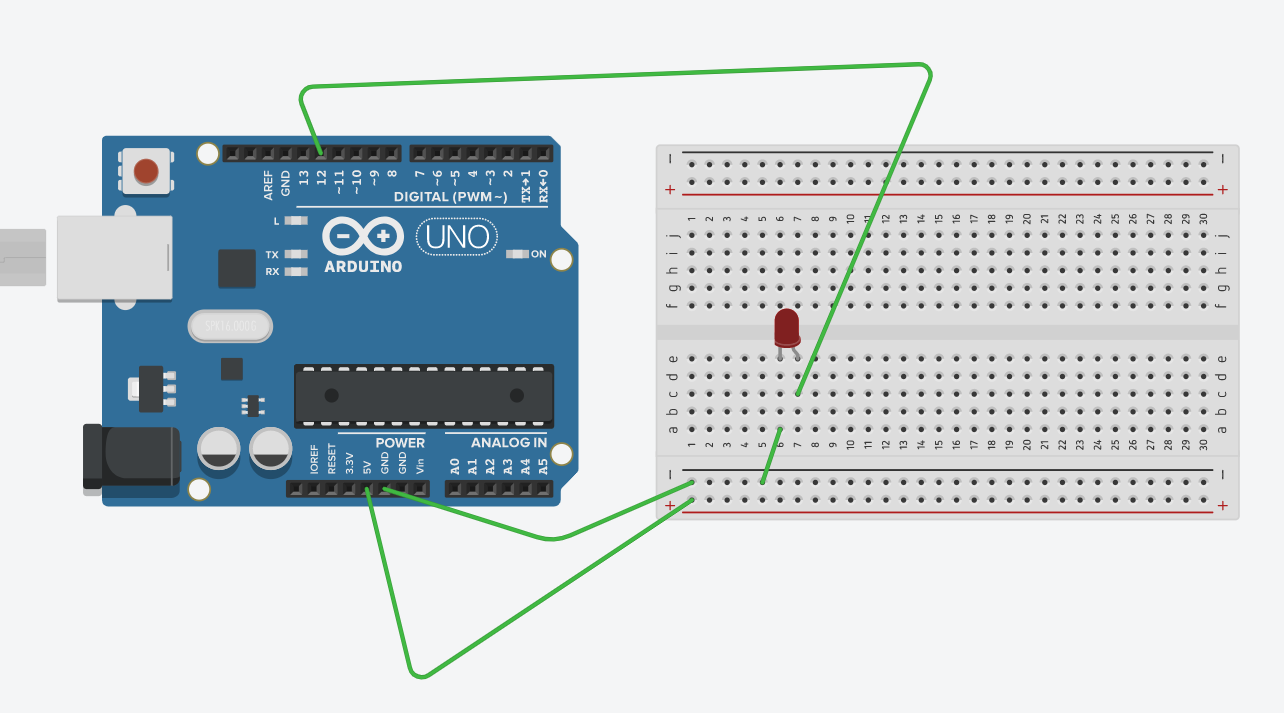 AREF GND 13 12 ~11 ~10 ~9 8 7 ~6 ~5 4 ~3 2 TX→1 RX←0
DIGITAL (PWM~)
L
TX
RX
ARDUINO
UNO
ON
SPK16.000G
POWER
ANALOG IN
IOREF RESET 3.3V 5V GND GND Vin A0 A1 A2 A3 A4 A5
− −
+ +
1 2 3 4 5 6 7 8 9 10 11 12 13 14 15 16 17 18 19 20 21 22 23 24 25 26 27 28 29 30
j j
i i
h h
g g
f f
e e
d d
c c
b b
a a
1 2 3 4 5 6 7 8 9 10 11 12 13 14 15 16 17 18 19 20 21 22 23 24 25 26 27 28 29 30
− −
+ +